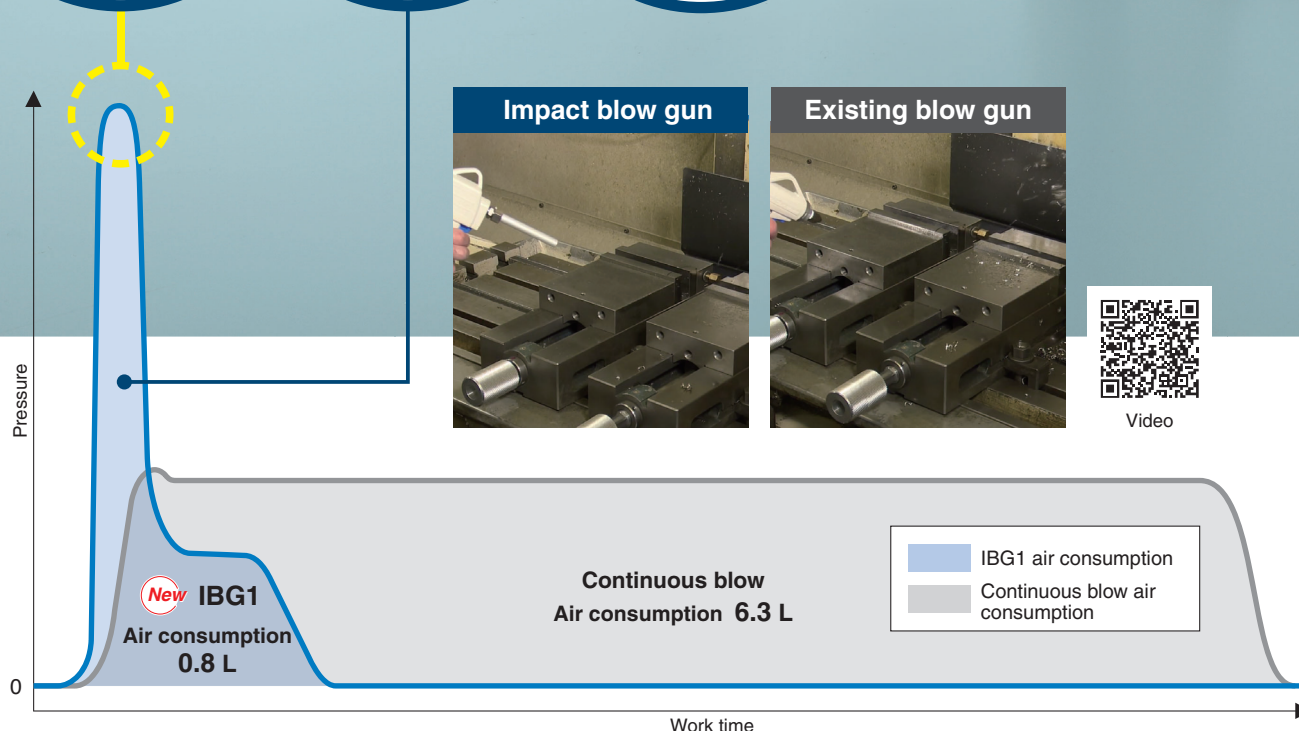 Impact blow gun
Existing blow gun
Video
Pressure
New IBG1
Air consumption
0.8 L
Continuous blow
Air consumption 6.3 L
IBG1 air consumption
Continuous blow air
consumption
0
Work time